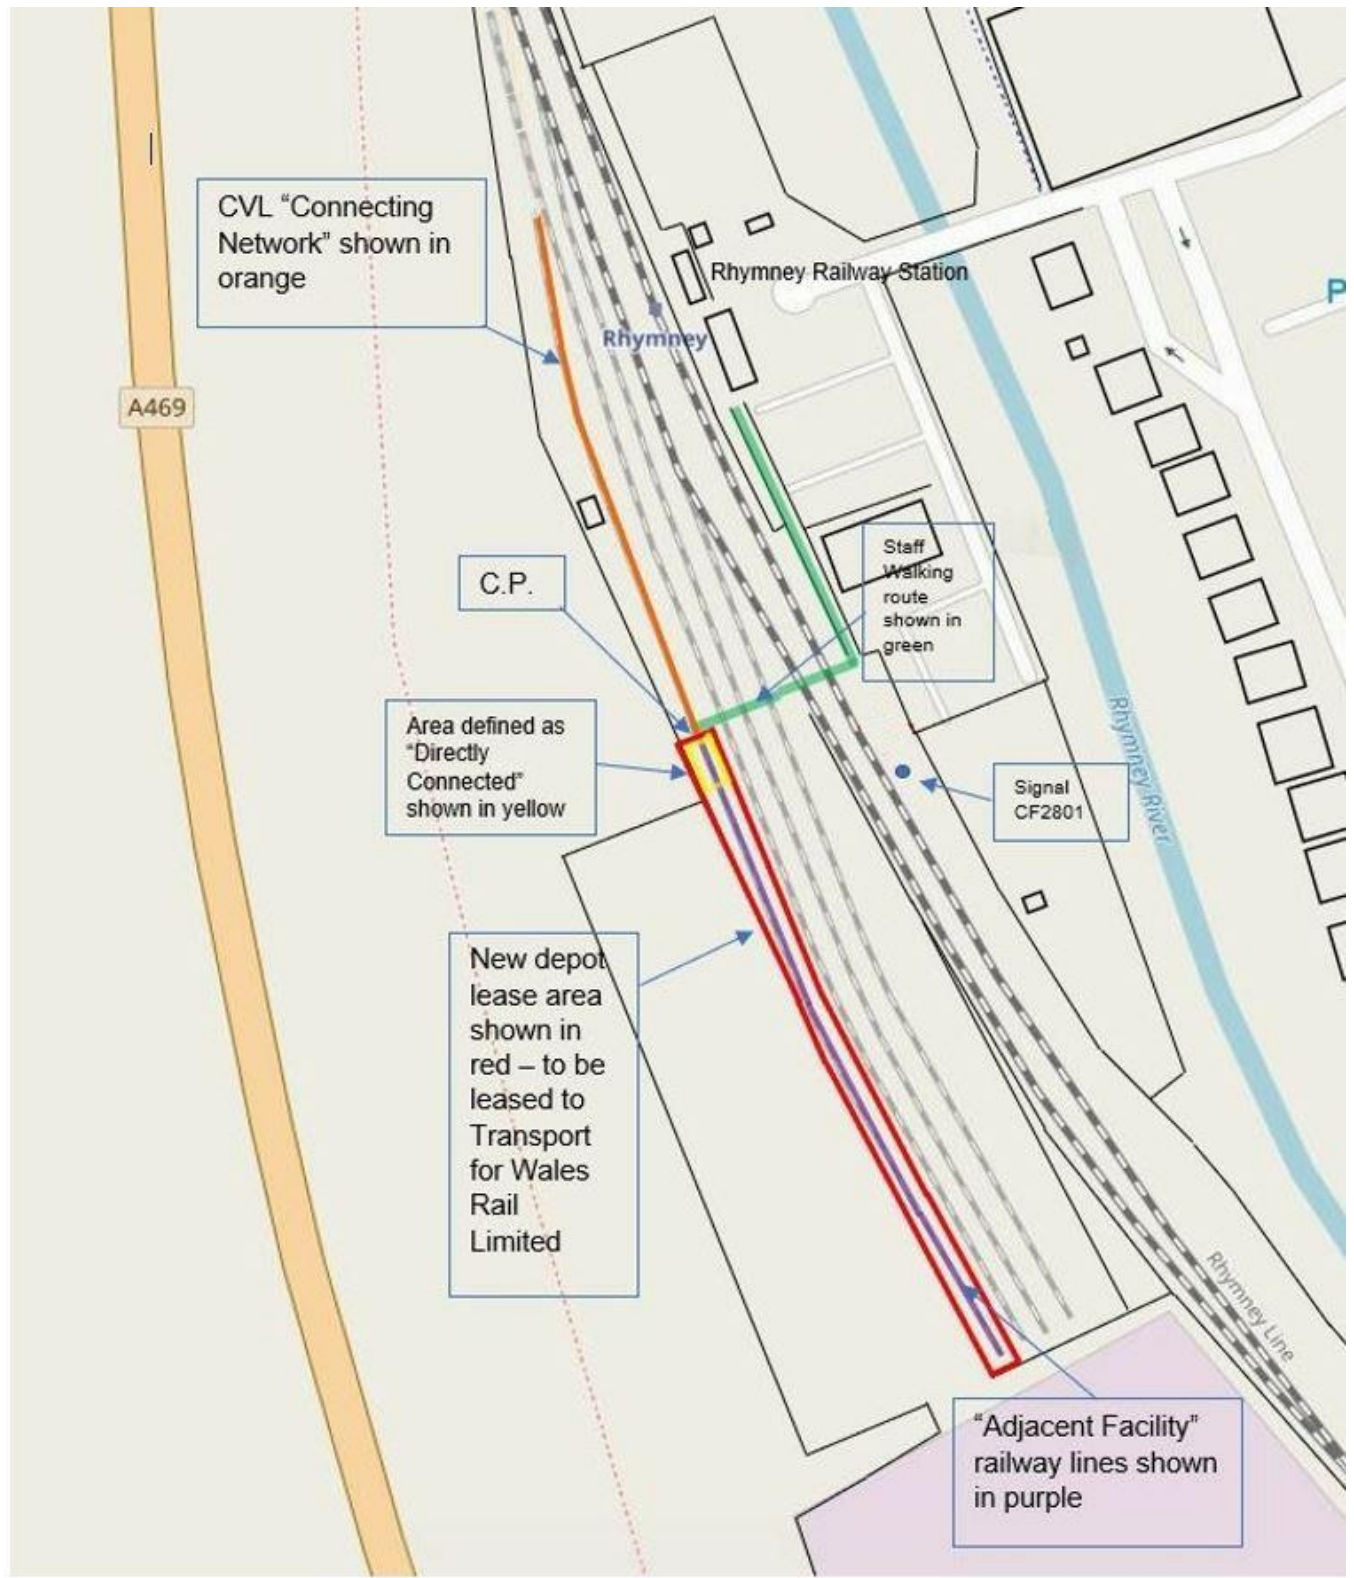 CVL “Connecting
Network” shown in
orange
Rhymney Railway Station
P
Rhymney
A469
Staff
Walking
route
shown in
green
C.P.
Area defined as
“Directly
Connected”
shown in yellow
Signal
CF2801
Rhymney River
New depot
lease area
shown in
red – to be
leased to
Transport
for Wales
Rail
Limited
Rhymney Line
“Adjacent Facility”
railway lines shown
in purple